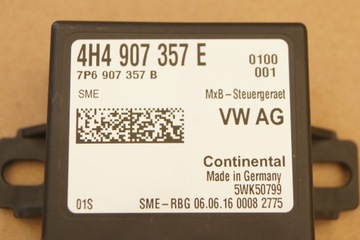 4H4 907 357 E 0100
7P6 907 357 B 001
SME MxB-Steuergeraet
VW AG
Continental
Made in Germany
5WK50799
01S SME-RBG 06.06.16 0008 2775